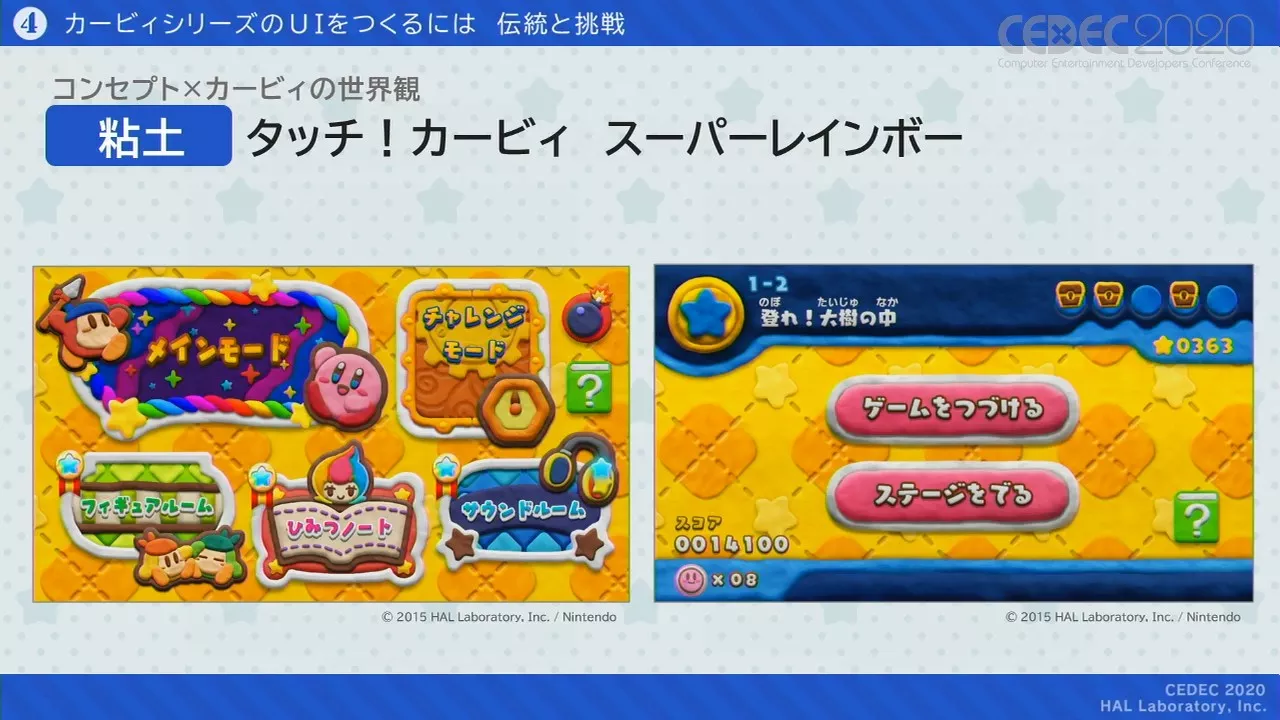 4 カービィシリーズのUIをつくるには 伝統と挑戦
CEDEC2020
Computer Entertainment Developers Conference
コンセプト×カービィの世界観
粘土 タッチ！カービィ スーパーレインボー
メインモード
チャレンジ
モード
?
フィギュアルーム
ひみつノート
サウンドルーム
© 2015 HAL Laboratory, Inc. / Nintendo
1-2
のぼ たいじゅ なか
登れ！大樹の中
0363
ゲームをつづける
ステージをでる
?
スコア
0014100
×08
© 2015 HAL Laboratory, Inc. / Nintendo
CEDEC 2020
HAL Laboratory, Inc.